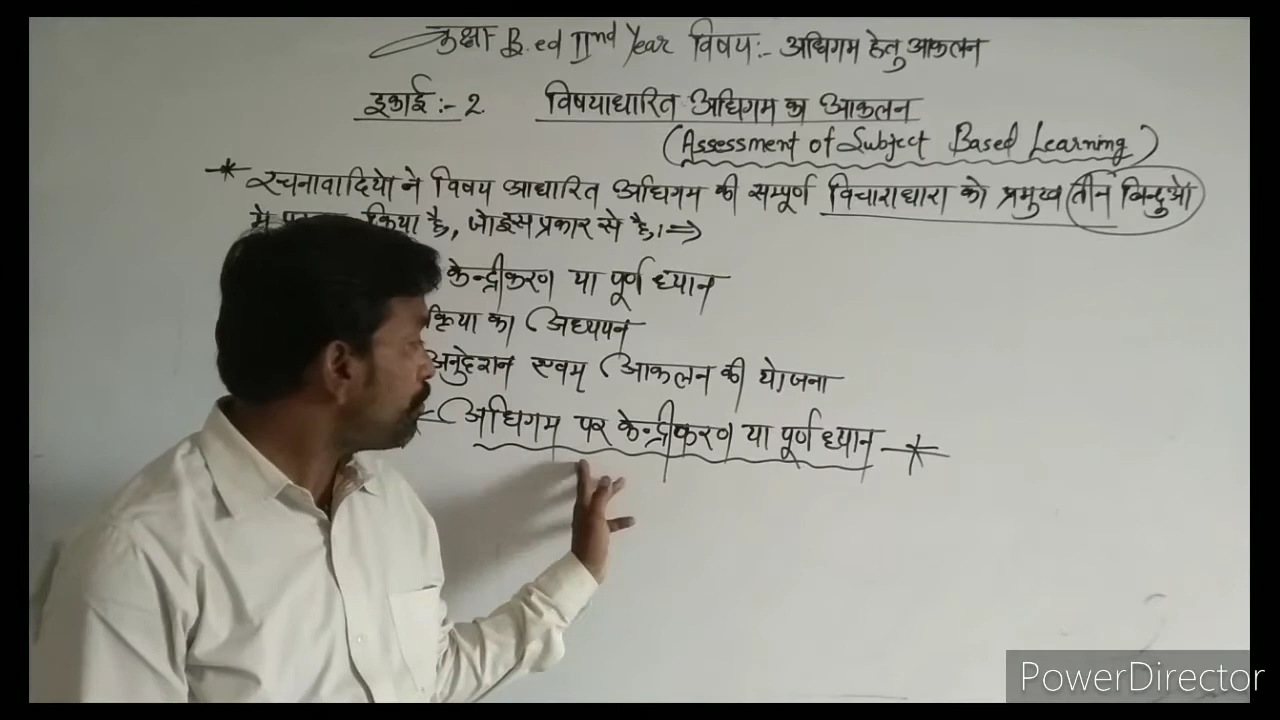 कक्षा B.ed IInd Year विषय:- अधिगम हेतु आकलन
इकाई:- 2. विषयाधारित अधिगम का आकलन
(Assessment of Subject Based Learning)
* रचनावादियो ने विषय आधारित अधिगम की सम्पूर्ण विचाराधारा को प्रमुख तीन बिन्दुओ
मे किया है, जोइस प्रकार से है,। ⇒
केन्द्रीकरण या पूर्ण ध्यान
क्रिया का अध्ययन
अनुदेशन एवम् आकलन की योजना
अधिगम पर केन्द्रीकरण या पूर्ण ध्यान *
PowerDirector